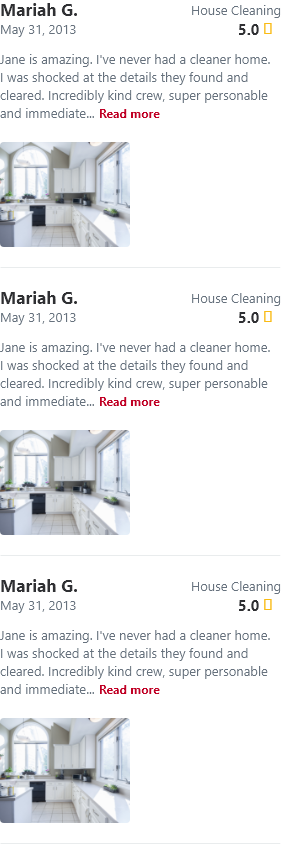 Mariah G. House Cleaning
May 31, 2013 5.0
Jane is amazing. I've never had a cleaner home.
I was shocked at the details they found and
cleared. Incredibly kind crew, super personable
and immediate... Read more
Mariah G. House Cleaning
May 31, 2013 5.0
Jane is amazing. I've never had a cleaner home.
I was shocked at the details they found and
cleared. Incredibly kind crew, super personable
and immediate... Read more
Mariah G. House Cleaning
May 31, 2013 5.0
Jane is amazing. I've never had a cleaner home.
I was shocked at the details they found and
cleared. Incredibly kind crew, super personable
and immediate... Read more